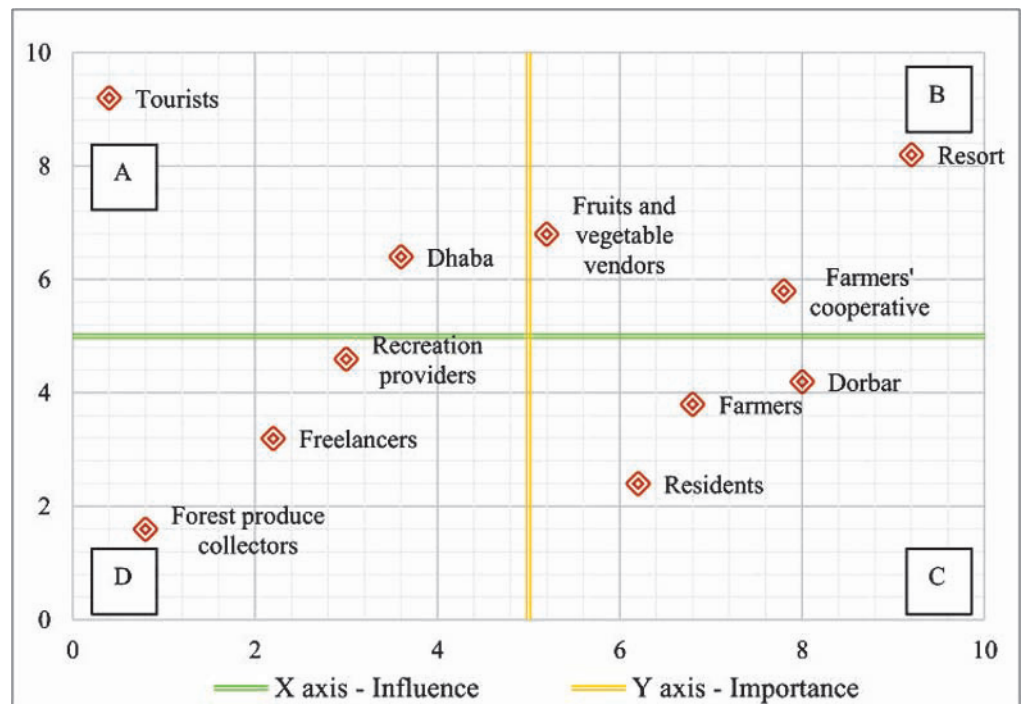 10
B
Tourists
8
A
Resort
Fruits and
vegetable
vendors
Dhaba
6
Farmers'
cooperative
Recreation
providers
4
Dorbar
Farmers
Freelancers
Residents
2
Forest produce
collectors
D
C
0
0 2 4 6 8 10
X axis - Influence Y axis - Importance